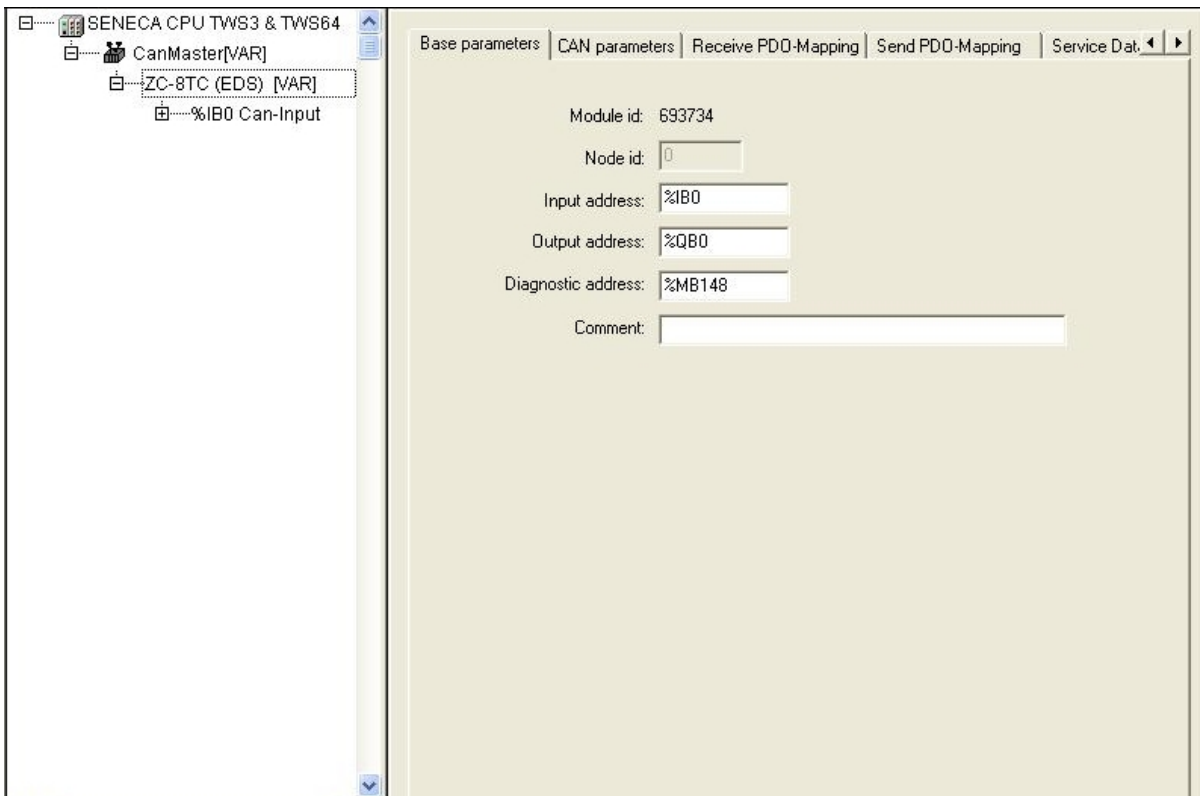 SENECA CPU TWS3 & TWS64
CanMaster[VAR]
ZC-8TC (EDS) [VAR]
%IB0 Can-Input
Base parameters CAN parameters Receive PDO-Mapping Send PDO-Mapping Service Dat
Module id: 693734
Node id: 0
Input address: %IB0
Output address: %QB0
Diagnostic address: %MB148
Comment: